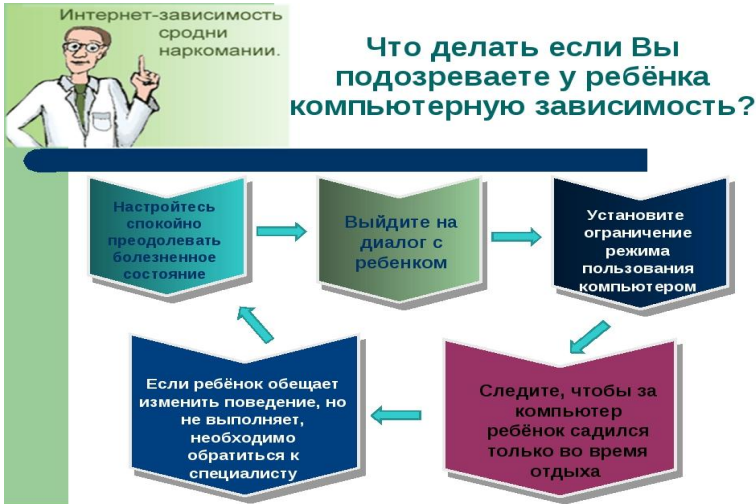 Интернет-зависимость
сродни
наркомании.
Что делать если Вы
подозреваете у ребёнка
компьютерную зависимость?
Настройтесь
спокойно
преодолевать
болезненное
состояние
Выйдите на
диалог с
ребенком
Установите
ограничение
режима
пользования
компьютером
Следите, чтобы за
компьютер
ребёнок садился
только во время
отдыха
Если ребёнок обещает
изменить поведение, но
не выполняет,
необходимо
обратиться к
специалисту